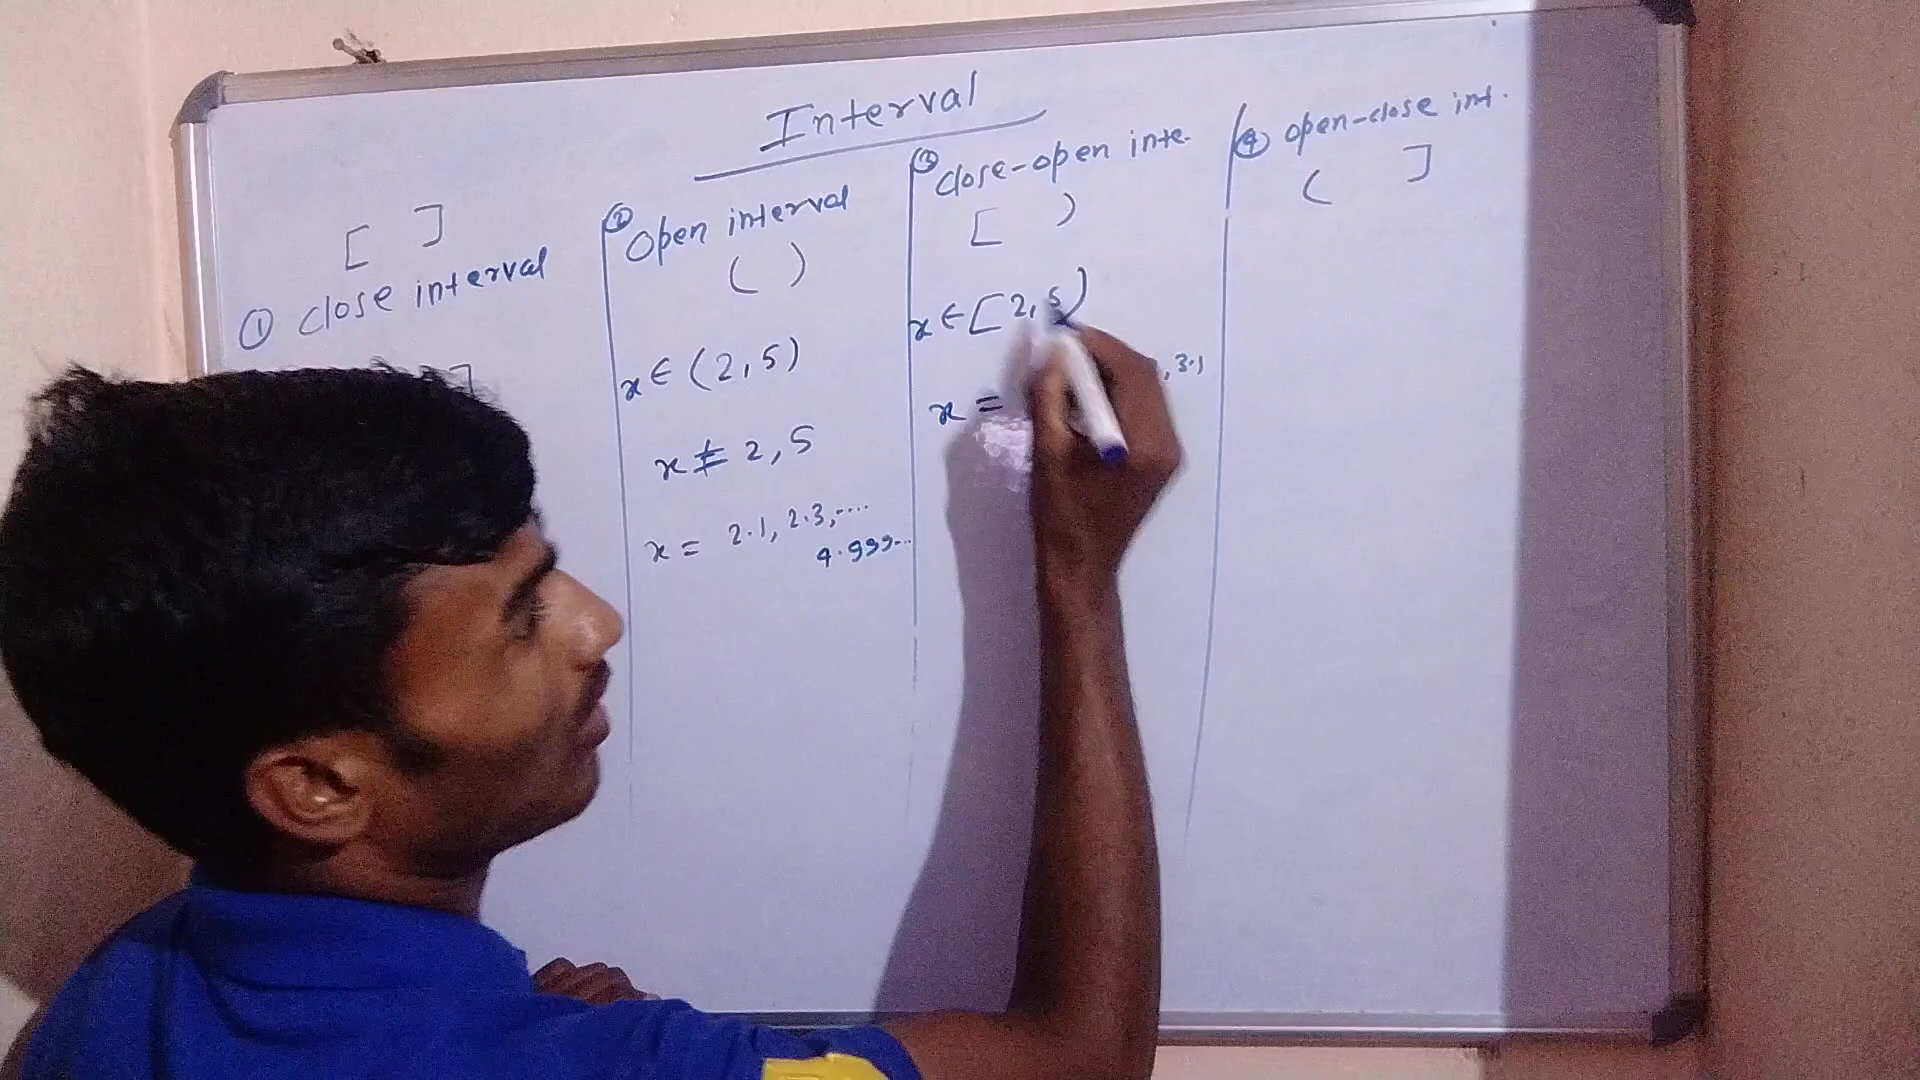 Interval
[ ]
① close interval
]
② open interval
( )
x ∈ (2, 5)
x ≠ 2, 5
x = 2.1, 2.3, ....
4.999...
③ close-open inte.
[ )
x ∈ [2, 5)
x =
, 3.1
④ open-close int.
( ]